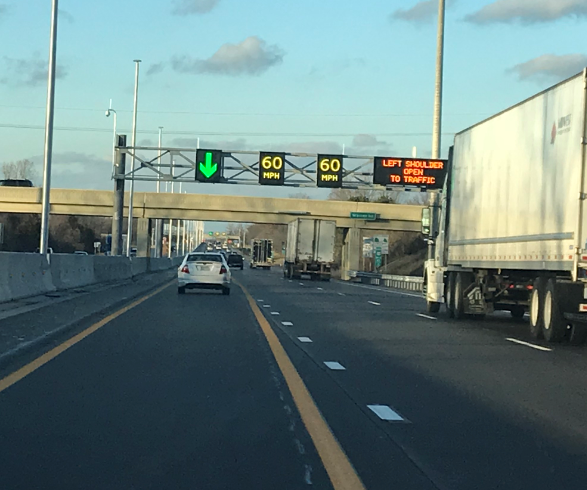 60
MPH
60
MPH
LEFT SHOULDER
OPEN
TO TRAFFIC